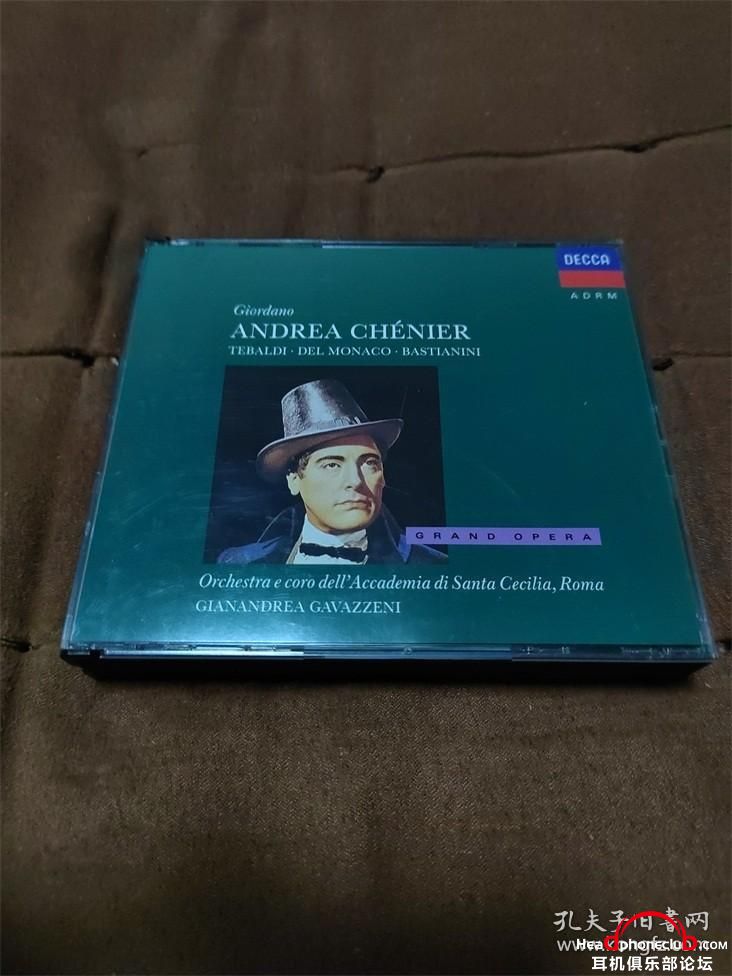 DECCA
ADRM
Giordano
ANDREA CHÉNIER
TEBALDI · DEL MONACO · BASTIANINI
GRAND OPERA
Orchestra e coro dell'Accademia di Santa Cecilia, Roma
GIANANDREA GAVAZZENI
孔夫子旧书网
耳机俱乐部论坛